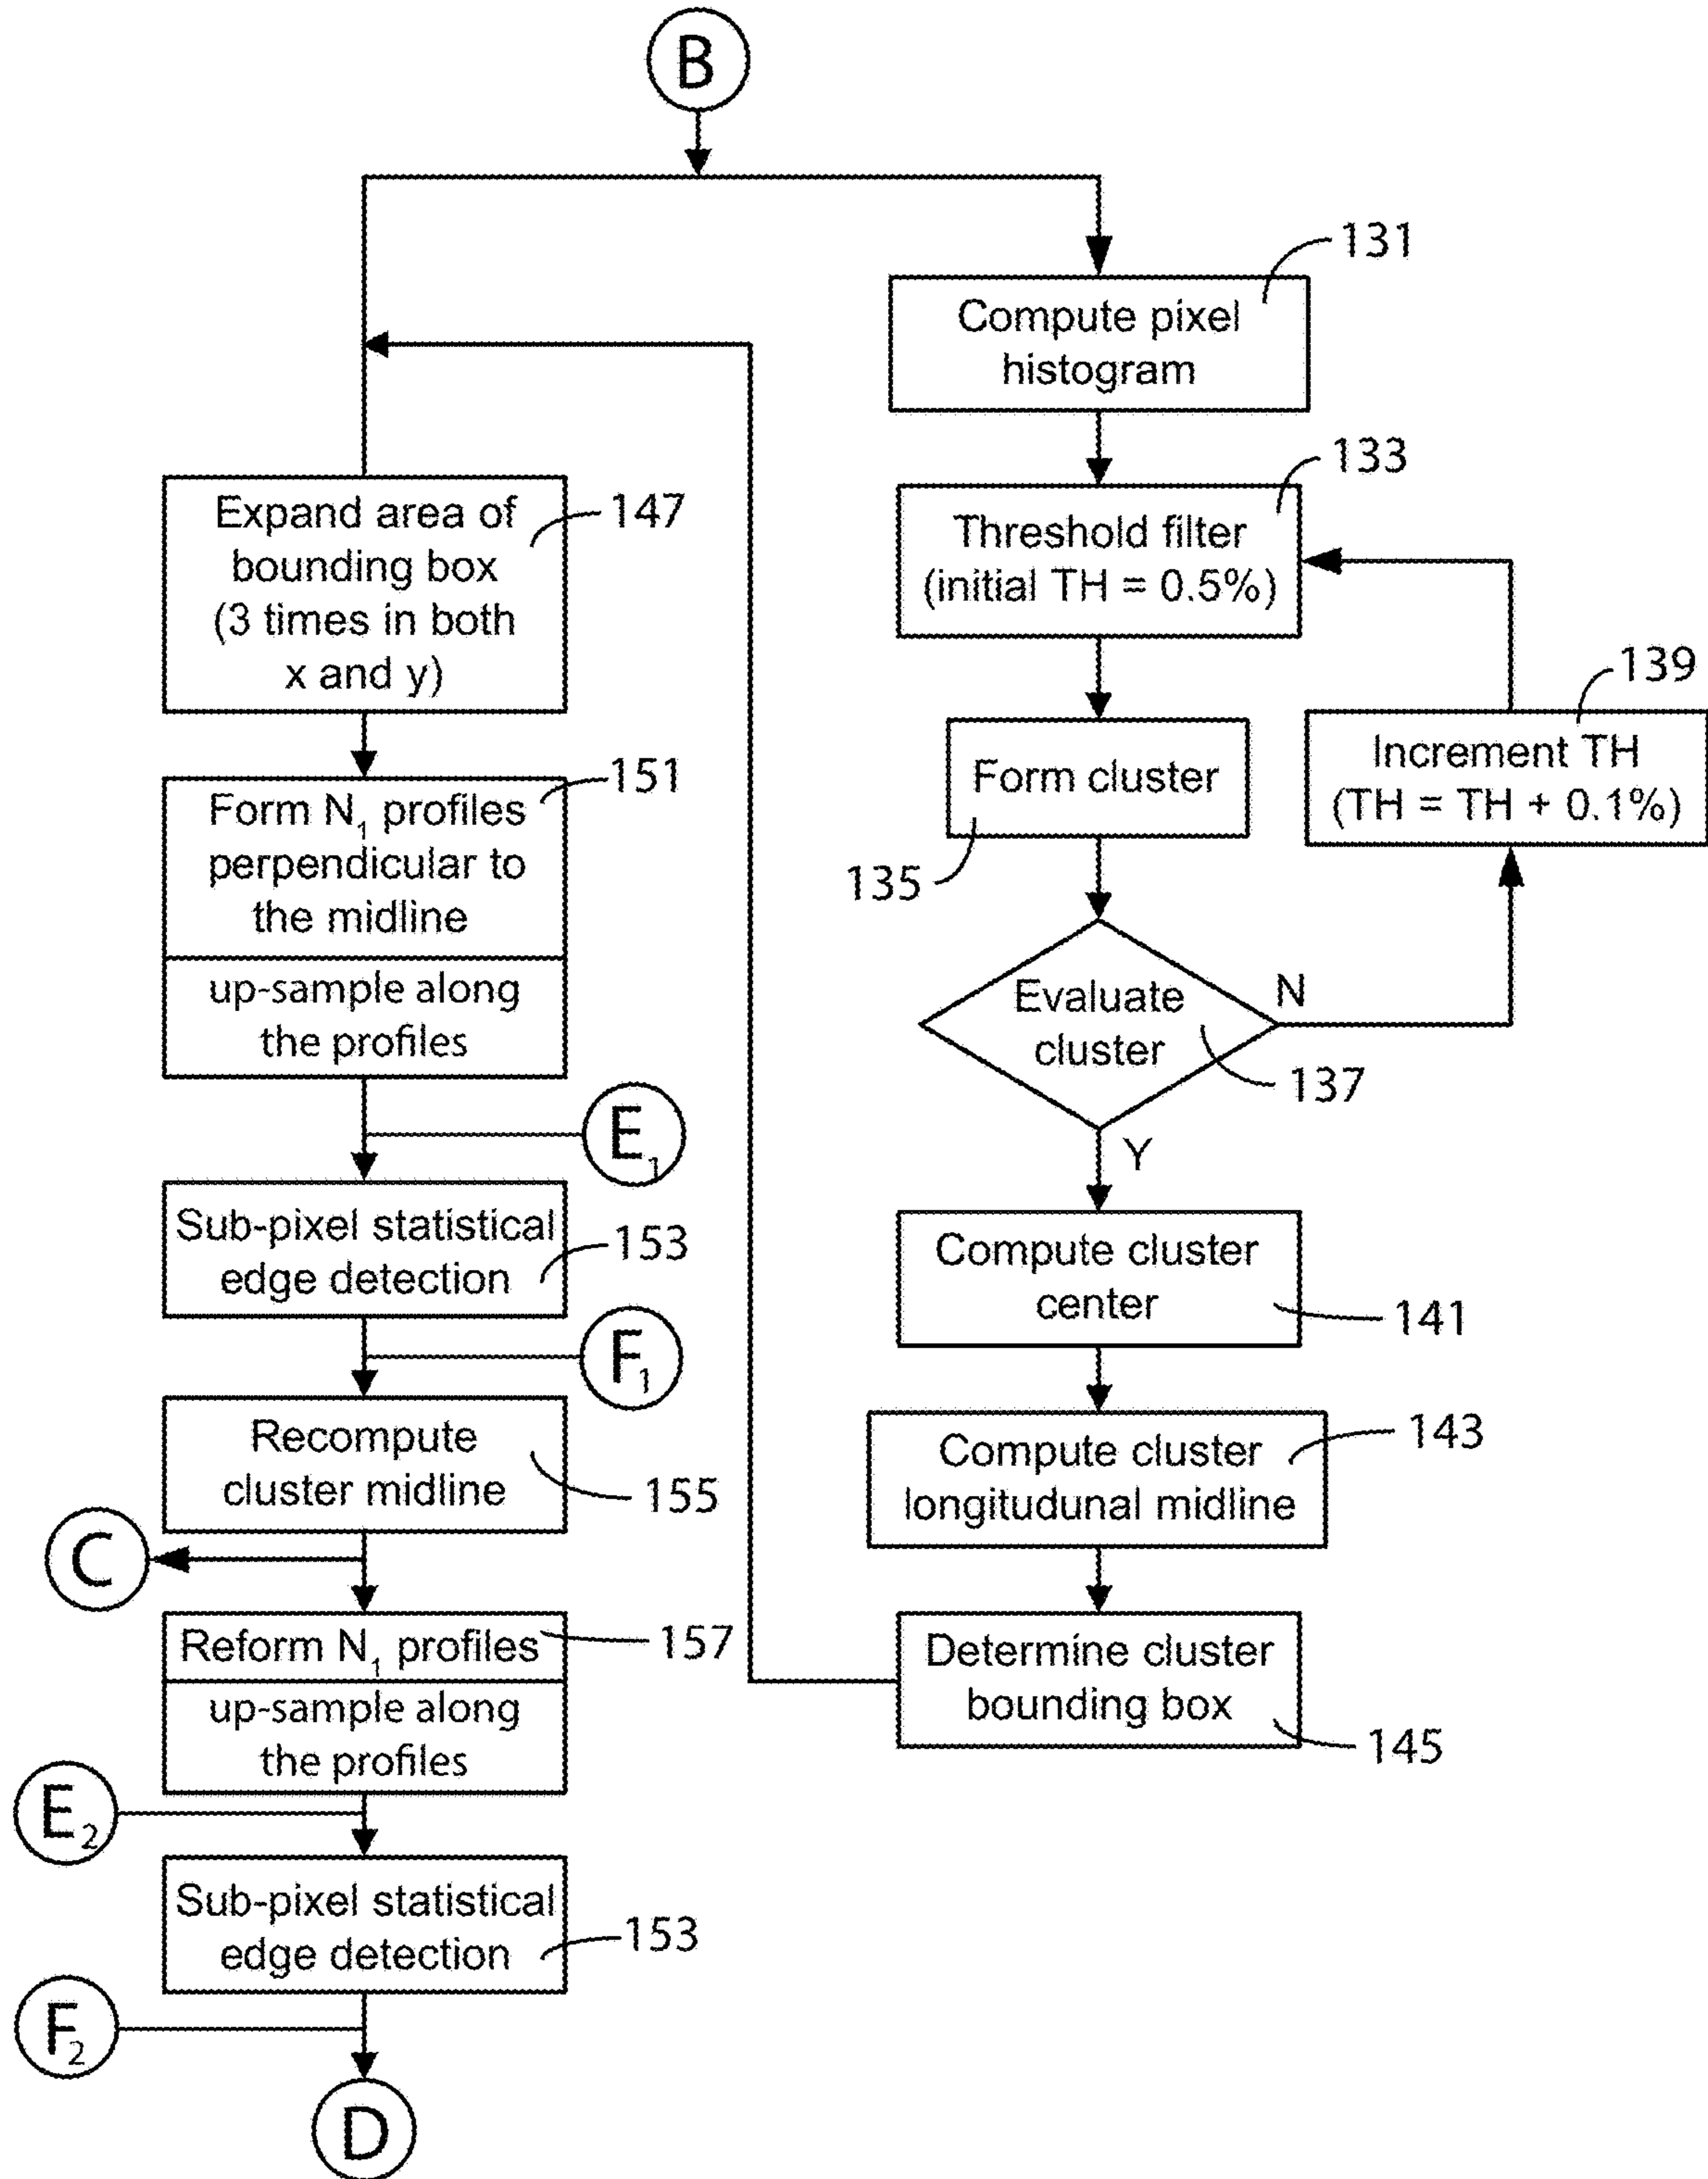 B
131
Compute pixel
histogram
133
Threshold filter
(initial TH = 0.5%)
139
Increment TH
(TH = TH + 0.1%)
Form cluster
135
Evaluate
cluster
N
137
Y
Compute cluster
center
141
Compute cluster
longitudunal midline
143
Determine cluster
bounding box
145
Expand area of
bounding box
(3 times in both
x and y)
147
Form N₁ profiles
perpendicular to
the midline
151
up-sample along
the profiles
E₁
Sub-pixel statistical
edge detection
153
F₁
Recompute
cluster midline
155
C
Reform N₁ profiles
157
up-sample along
the profiles
E₂
Sub-pixel statistical
edge detection
153
F₂
D